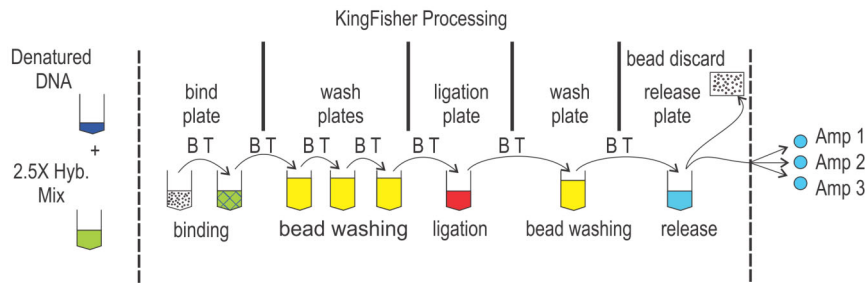 KingFisher Processing
Denatured
DNA
+
2.5X Hyb.
Mix
bind
plate
wash
plates
ligation
plate
wash
plate
bead discard
release
plate
B T
B T
B T
B T
B T
B T
B T
binding
bead washing
ligation
bead washing
release
Amp 1
Amp 2
Amp 3